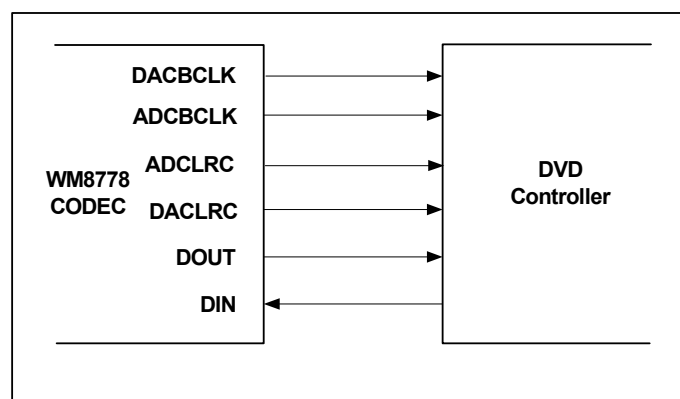 DACBCLK
ADCBCLK
ADCLRC
WM8778
CODEC
DACLRC
DOUT
DIN
DVD
Controller